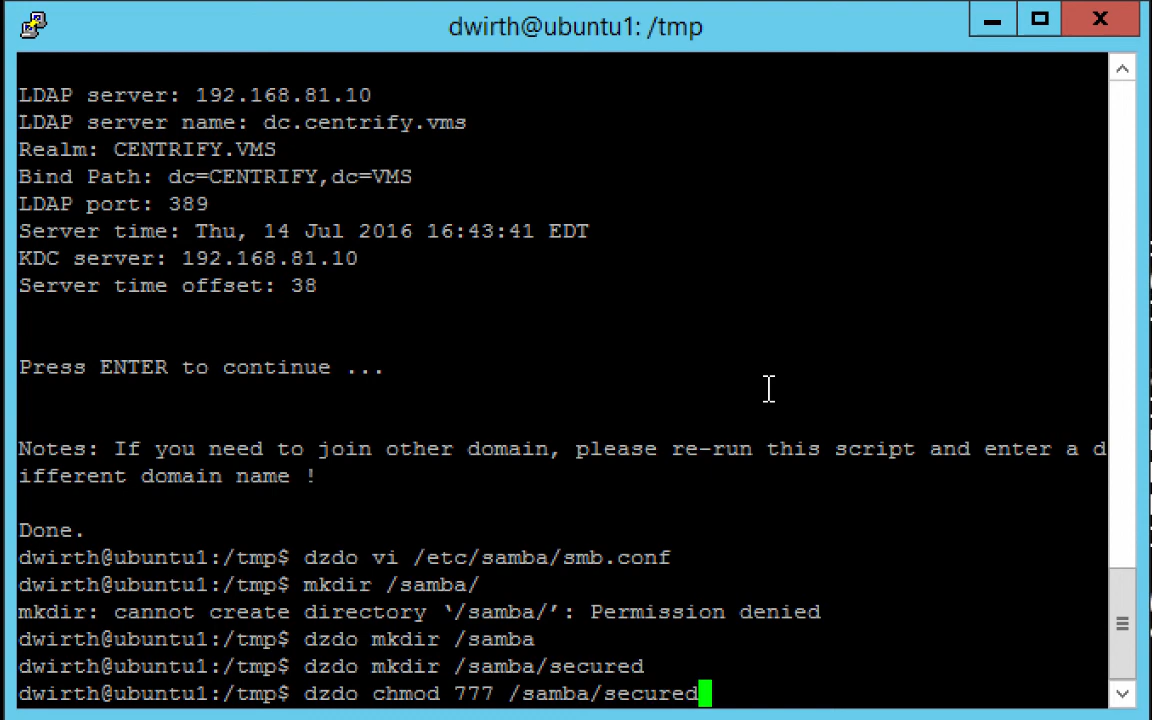 dwirth@ubuntu1: /tmp
LDAP server: 192.168.81.10
LDAP server name: dc.centrify.vms
Realm: CENTRIFY.VMS
Bind Path: dc=CENTRIFY,dc=VMS
LDAP port: 389
Server time: Thu, 14 Jul 2016 16:43:41 EDT
KDC server: 192.168.81.10
Server time offset: 38
Press ENTER to continue ...
Notes: If you need to join other domain, please re-run this script and enter a d
ifferent domain name !
Done.
dwirth@ubuntu1:/tmp$ dzdo vi /etc/samba/smb.conf
dwirth@ubuntu1:/tmp$ mkdir /samba/
mkdir: cannot create directory ‘/samba/’: Permission denied
dwirth@ubuntu1:/tmp$ dzdo mkdir /samba
dwirth@ubuntu1:/tmp$ dzdo mkdir /samba/secured
dwirth@ubuntu1:/tmp$ dzdo chmod 777 /samba/secured